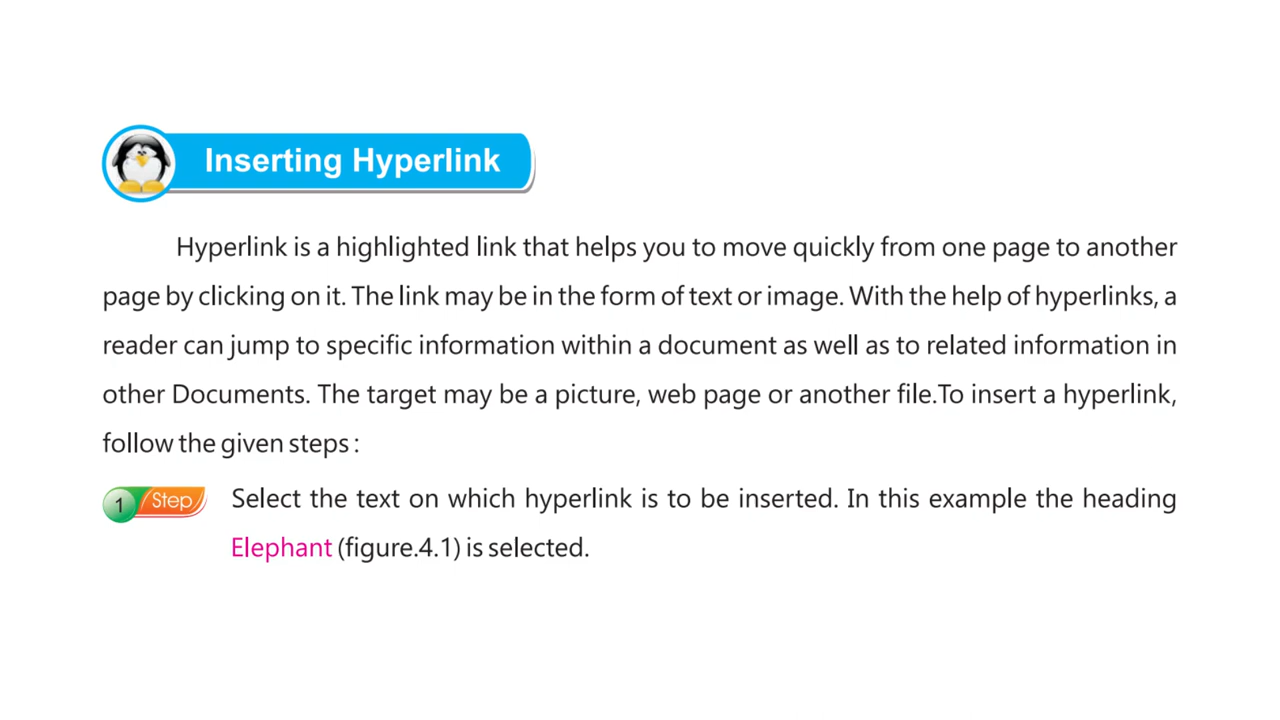 Inserting Hyperlink
Hyperlink is a highlighted link that helps you to move quickly from one page to another
page by clicking on it. The link may be in the form of text or image. With the help of hyperlinks, a
reader can jump to specific information within a document as well as to related information in
other Documents. The target may be a picture, web page or another file.To insert a hyperlink,
follow the given steps :
1 Step Select the text on which hyperlink is to be inserted. In this example the heading
Elephant (figure.4.1) is selected.